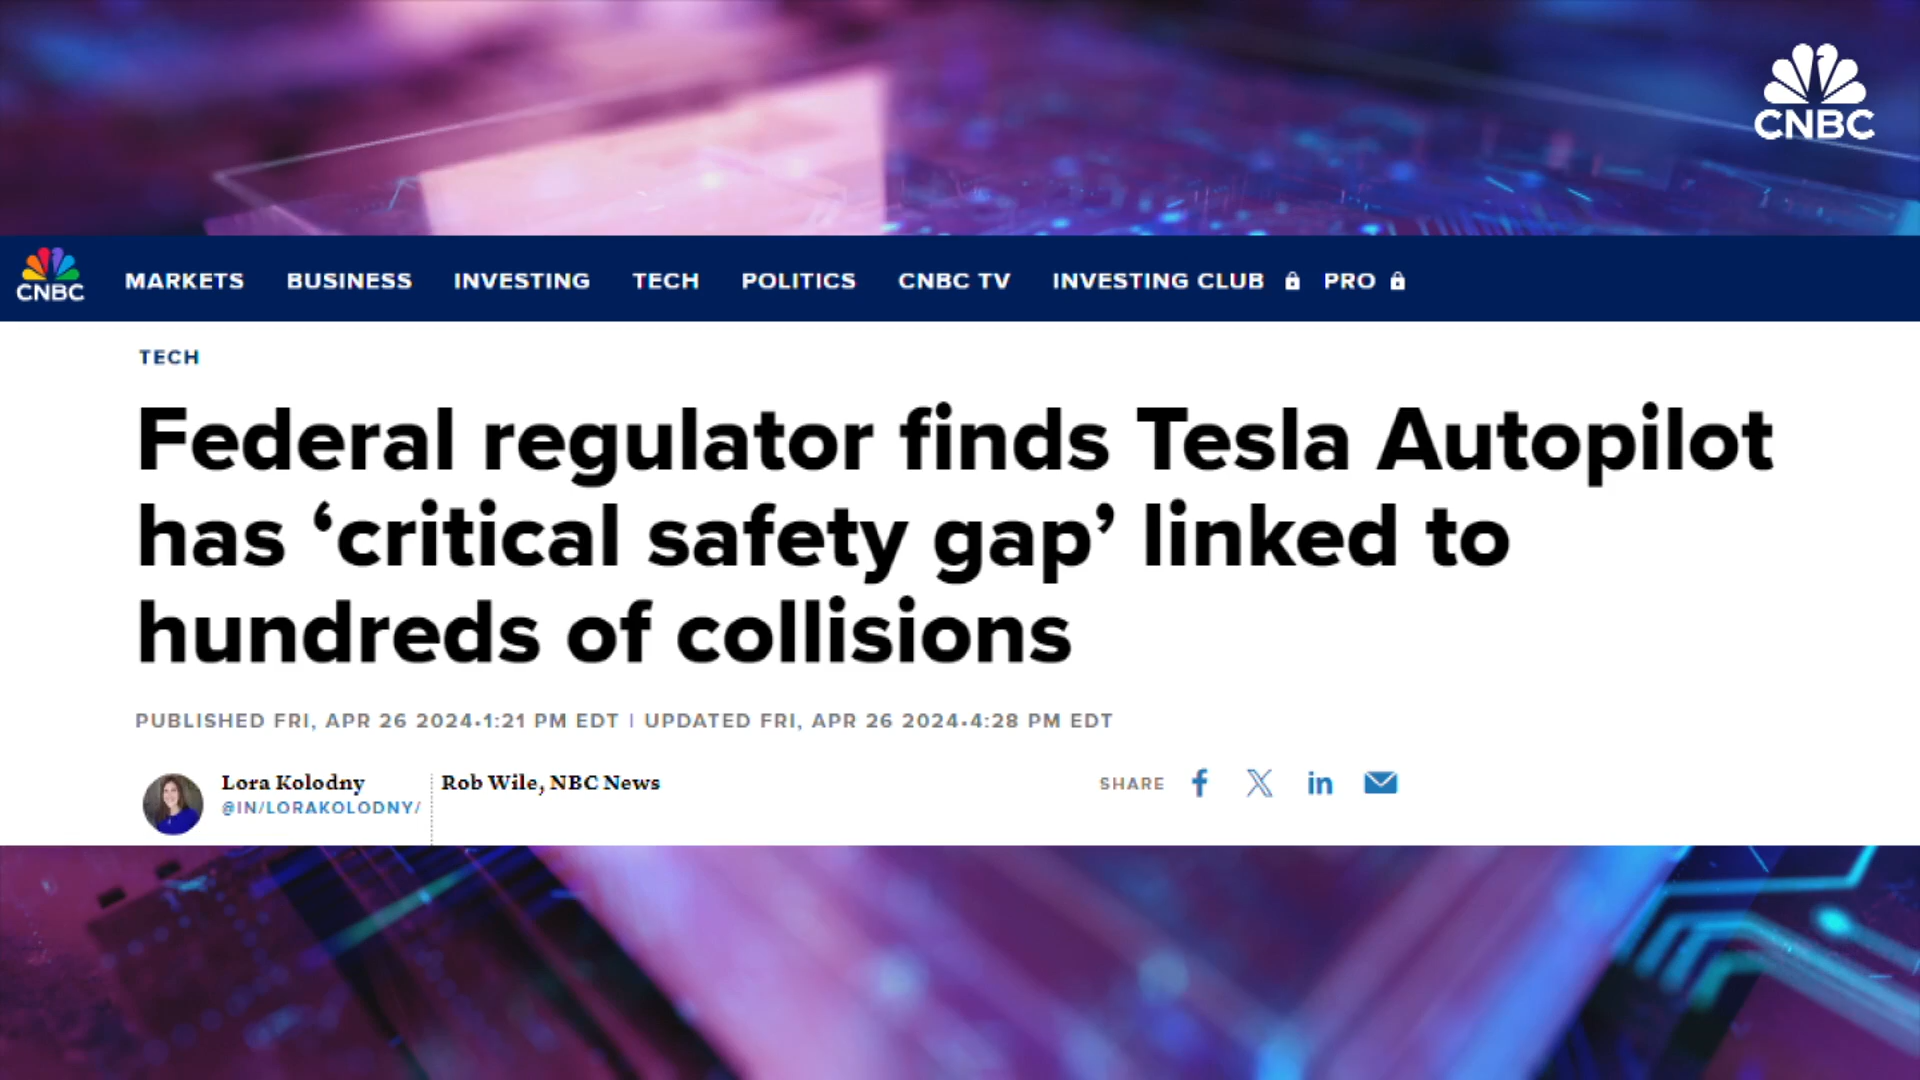 CNBC
CNBC
MARKETS BUSINESS INVESTING TECH POLITICS CNBC TV INVESTING CLUB PRO
TECH
Federal regulator finds Tesla Autopilot
has ‘critical safety gap’ linked to
hundreds of collisions
PUBLISHED FRI, APR 26 2024•1:21 PM EDT | UPDATED FRI, APR 26 2024•4:28 PM EDT
Lora Kolodny
@IN/LORAKOLODNY/
Rob Wile, NBC News
SHARE